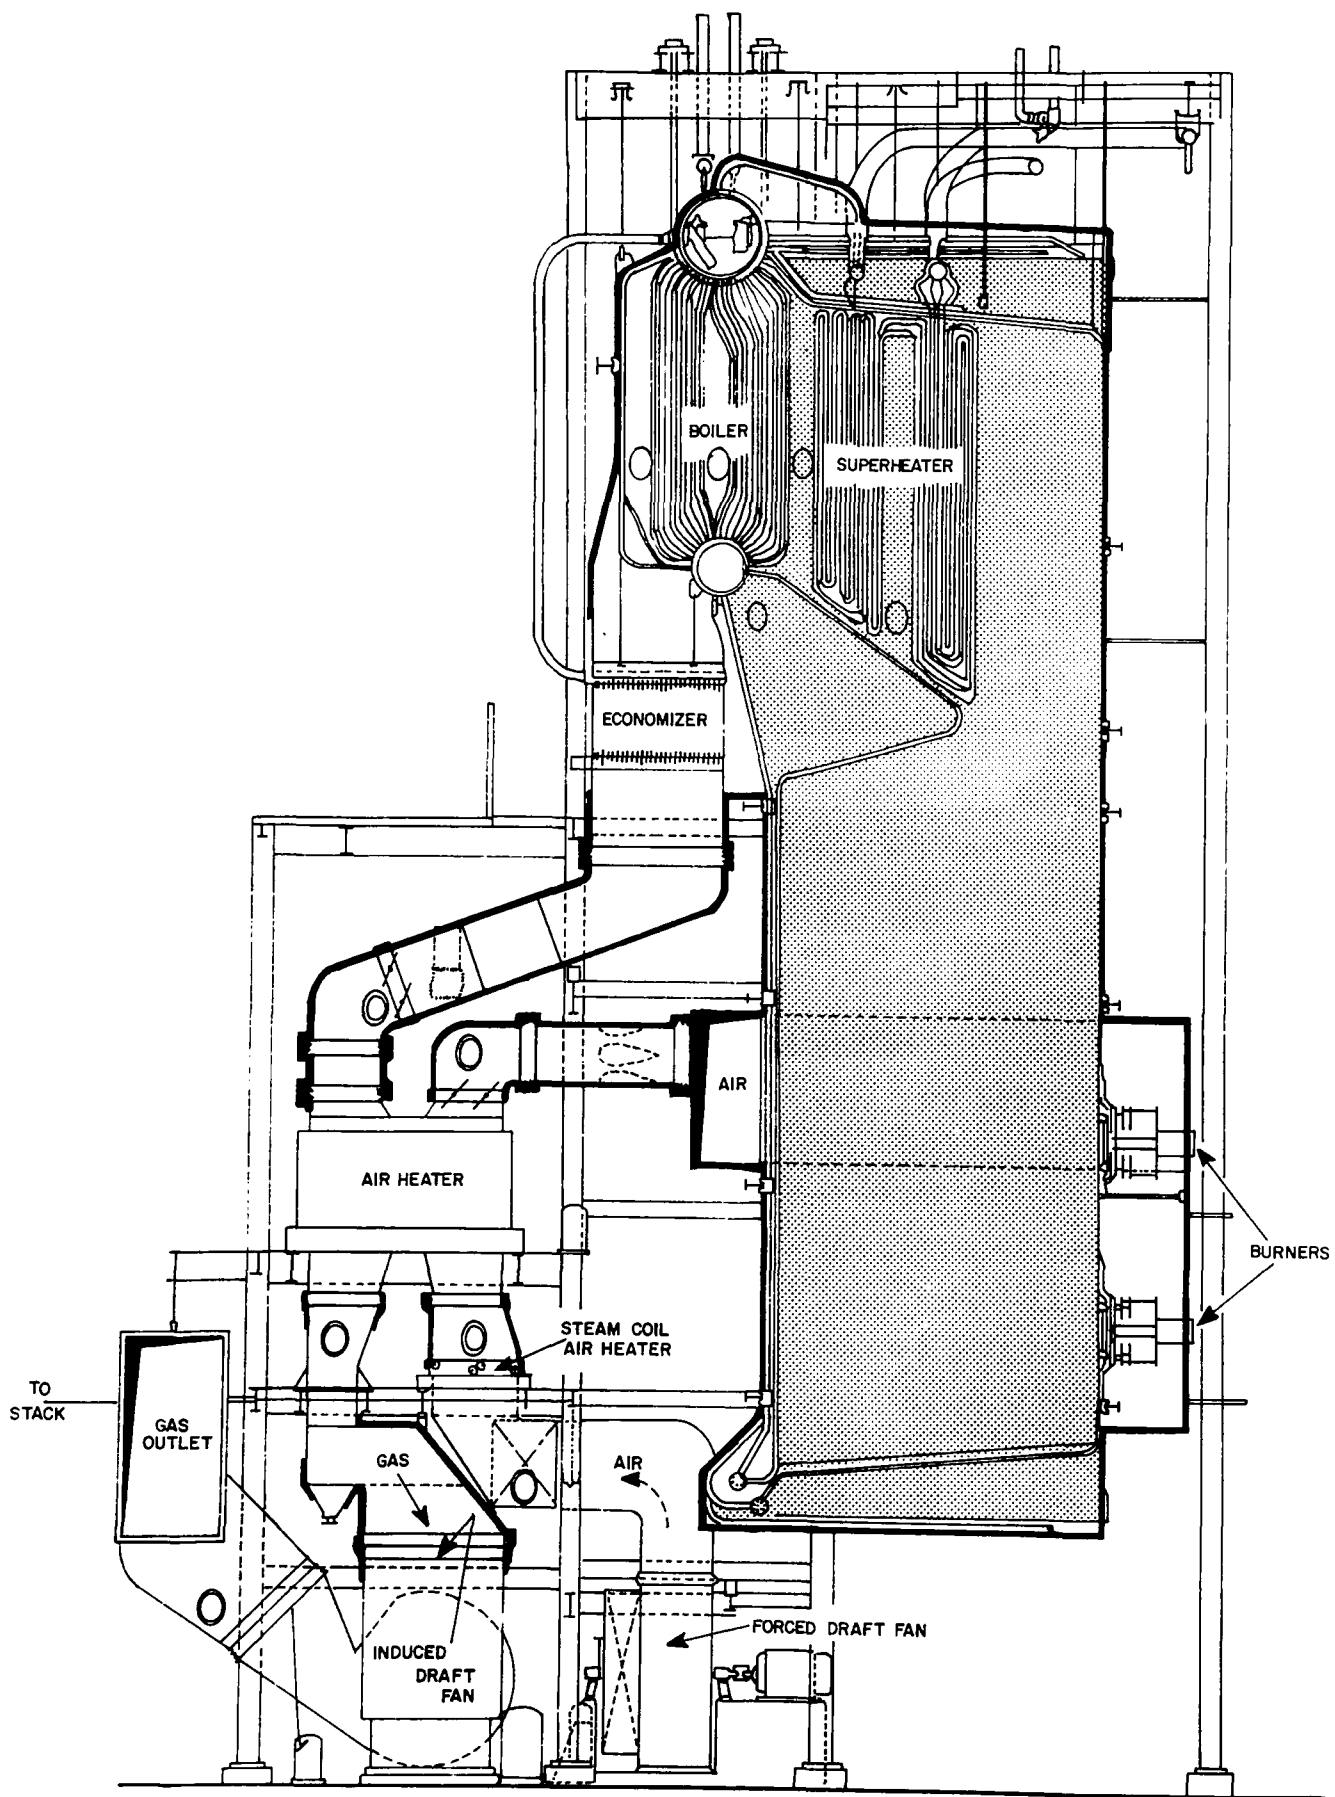 BOILER
SUPERHEATER
ECONOMIZER
AIR
AIR HEATER
BURNERS
STEAM COIL
AIR HEATER
TO
STACK
GAS
OUTLET
GAS
AIR
FORCED DRAFT FAN
INDUCED
DRAFT
FAN